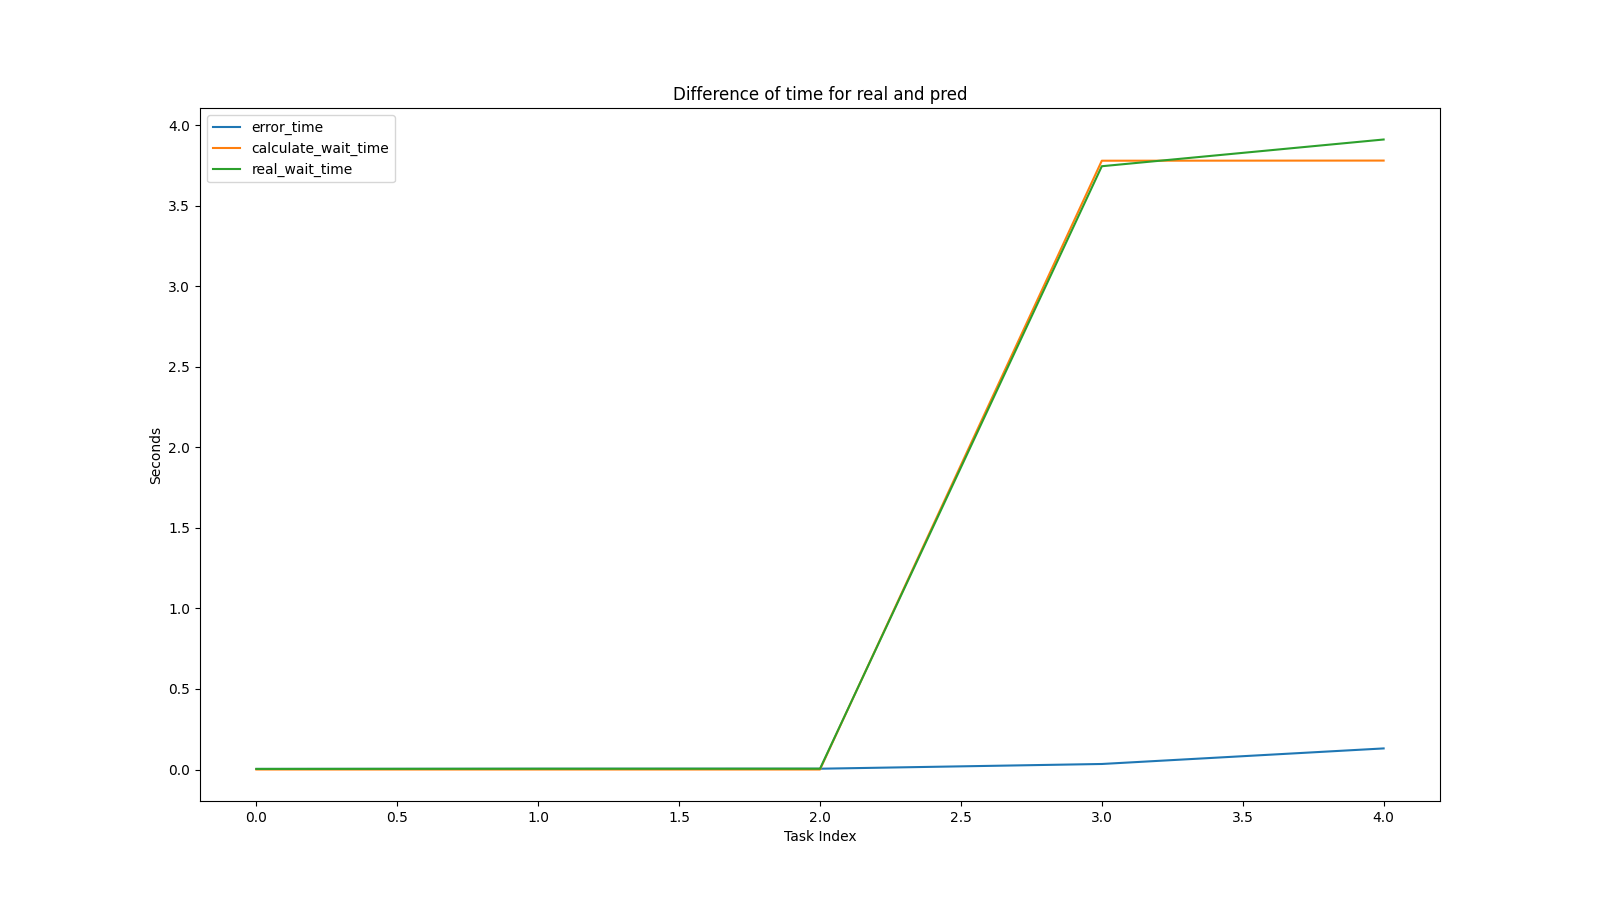 Difference of time for real and pred
error_time
calculate_wait_time
real_wait_time
4.0
3.5
3.0
2.5
2.0
1.5
1.0
0.5
0.0
Seconds
0.0 0.5 1.0 1.5 2.0 2.5 3.0 3.5 4.0
Task Index